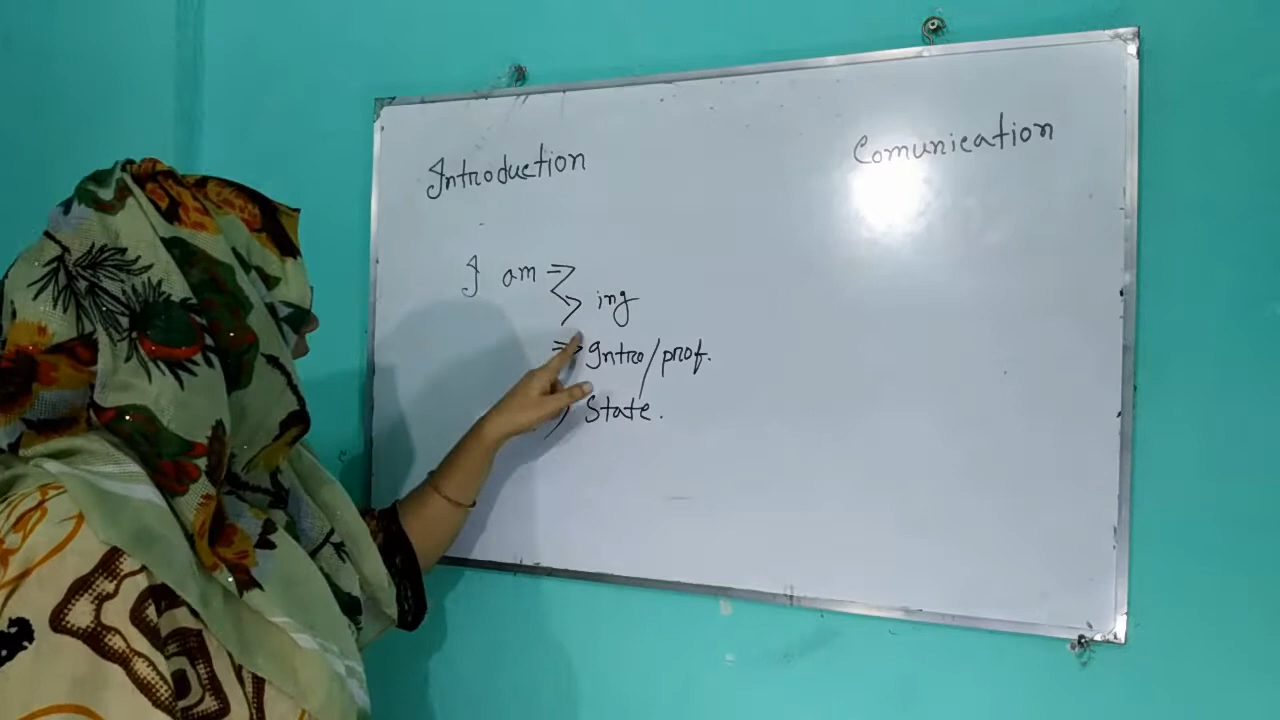 Introduction
Comunication
I am
ing
Intro/prof.
State.